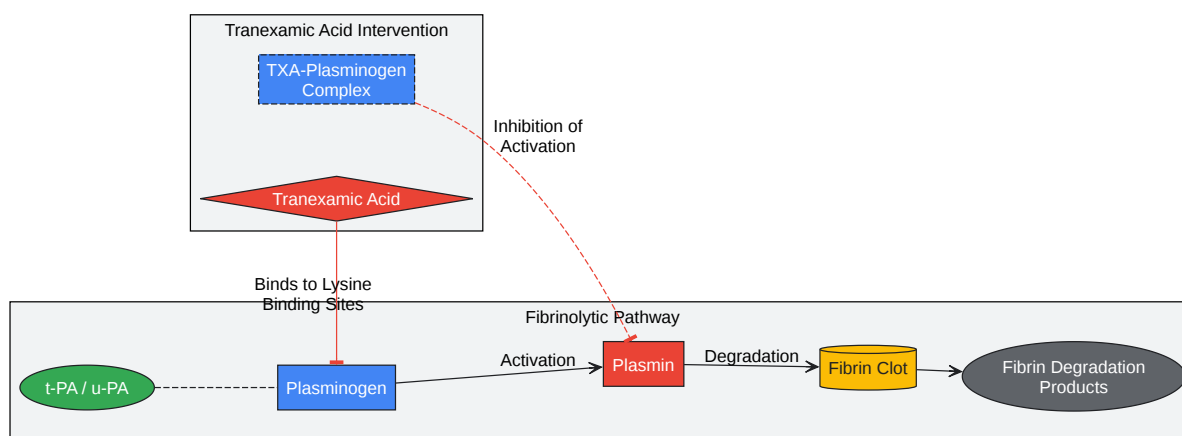 Tranexamic Acid Intervention
TXA-Plasminogen
Complex
Inhibition of
Activation
Tranexamic Acid
Binds to Lysine
Binding Sites
Fibrinolytic Pathway
t-PA / u-PA
Plasminogen
Activation
Plasmin
Degradation
Fibrin Clot
Fibrin Degradation
Products